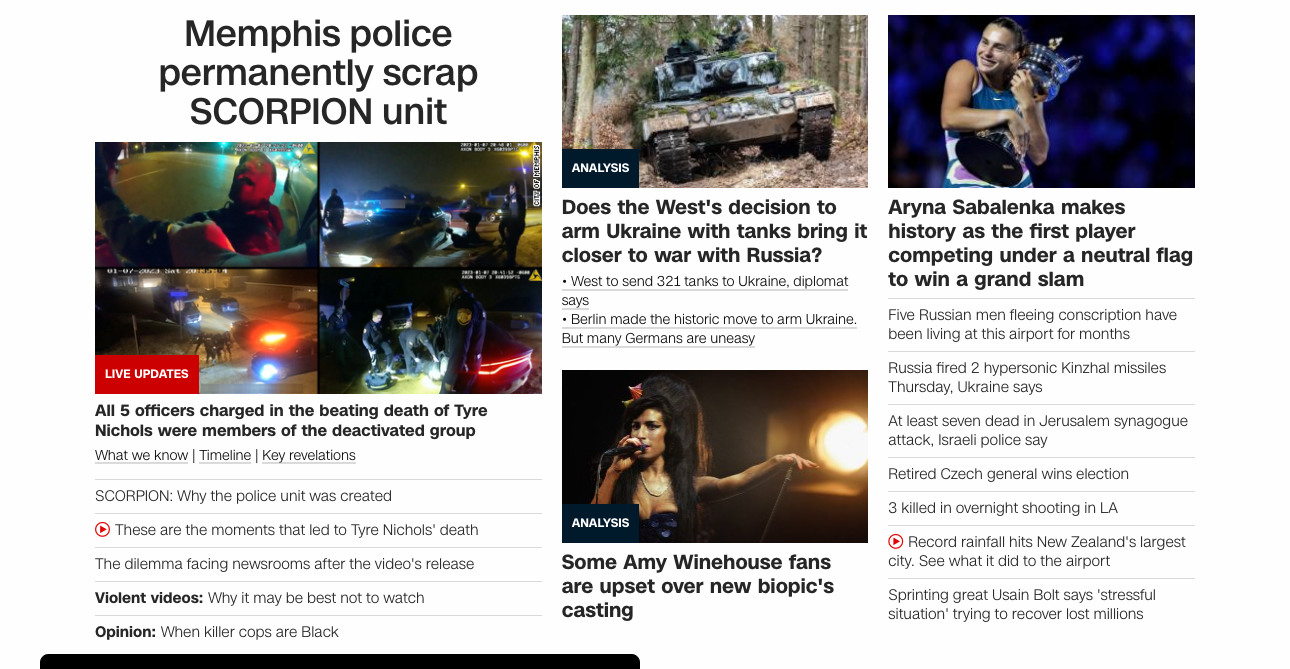 Memphis police
permanently scrap
SCORPION unit
CITY OF MEMPHIS
LIVE UPDATES
All 5 officers charged in the beating death of Tyre
Nichols were members of the deactivated group
What we know | Timeline | Key revelations
SCORPION: Why the police unit was created
These are the moments that led to Tyre Nichols' death
The dilemma facing newsrooms after the video's release
Violent videos: Why it may be best not to watch
Opinion: When killer cops are Black
ANALYSIS
Does the West's decision to
arm Ukraine with tanks bring it
closer to war with Russia?
• West to send 321 tanks to Ukraine, diplomat
says
• Berlin made the historic move to arm Ukraine.
But many Germans are uneasy
ANALYSIS
Some Amy Winehouse fans
are upset over new biopic's
casting
Aryna Sabalenka makes
history as the first player
competing under a neutral flag
to win a grand slam
Five Russian men fleeing conscription have
been living at this airport for months
Russia fired 2 hypersonic Kinzhal missiles
Thursday, Ukraine says
At least seven dead in Jerusalem synagogue
attack, Israeli police say
Retired Czech general wins election
3 killed in overnight shooting in LA
Record rainfall hits New Zealand's largest
city. See what it did to the airport
Sprinting great Usain Bolt says 'stressful
situation' trying to recover lost millions